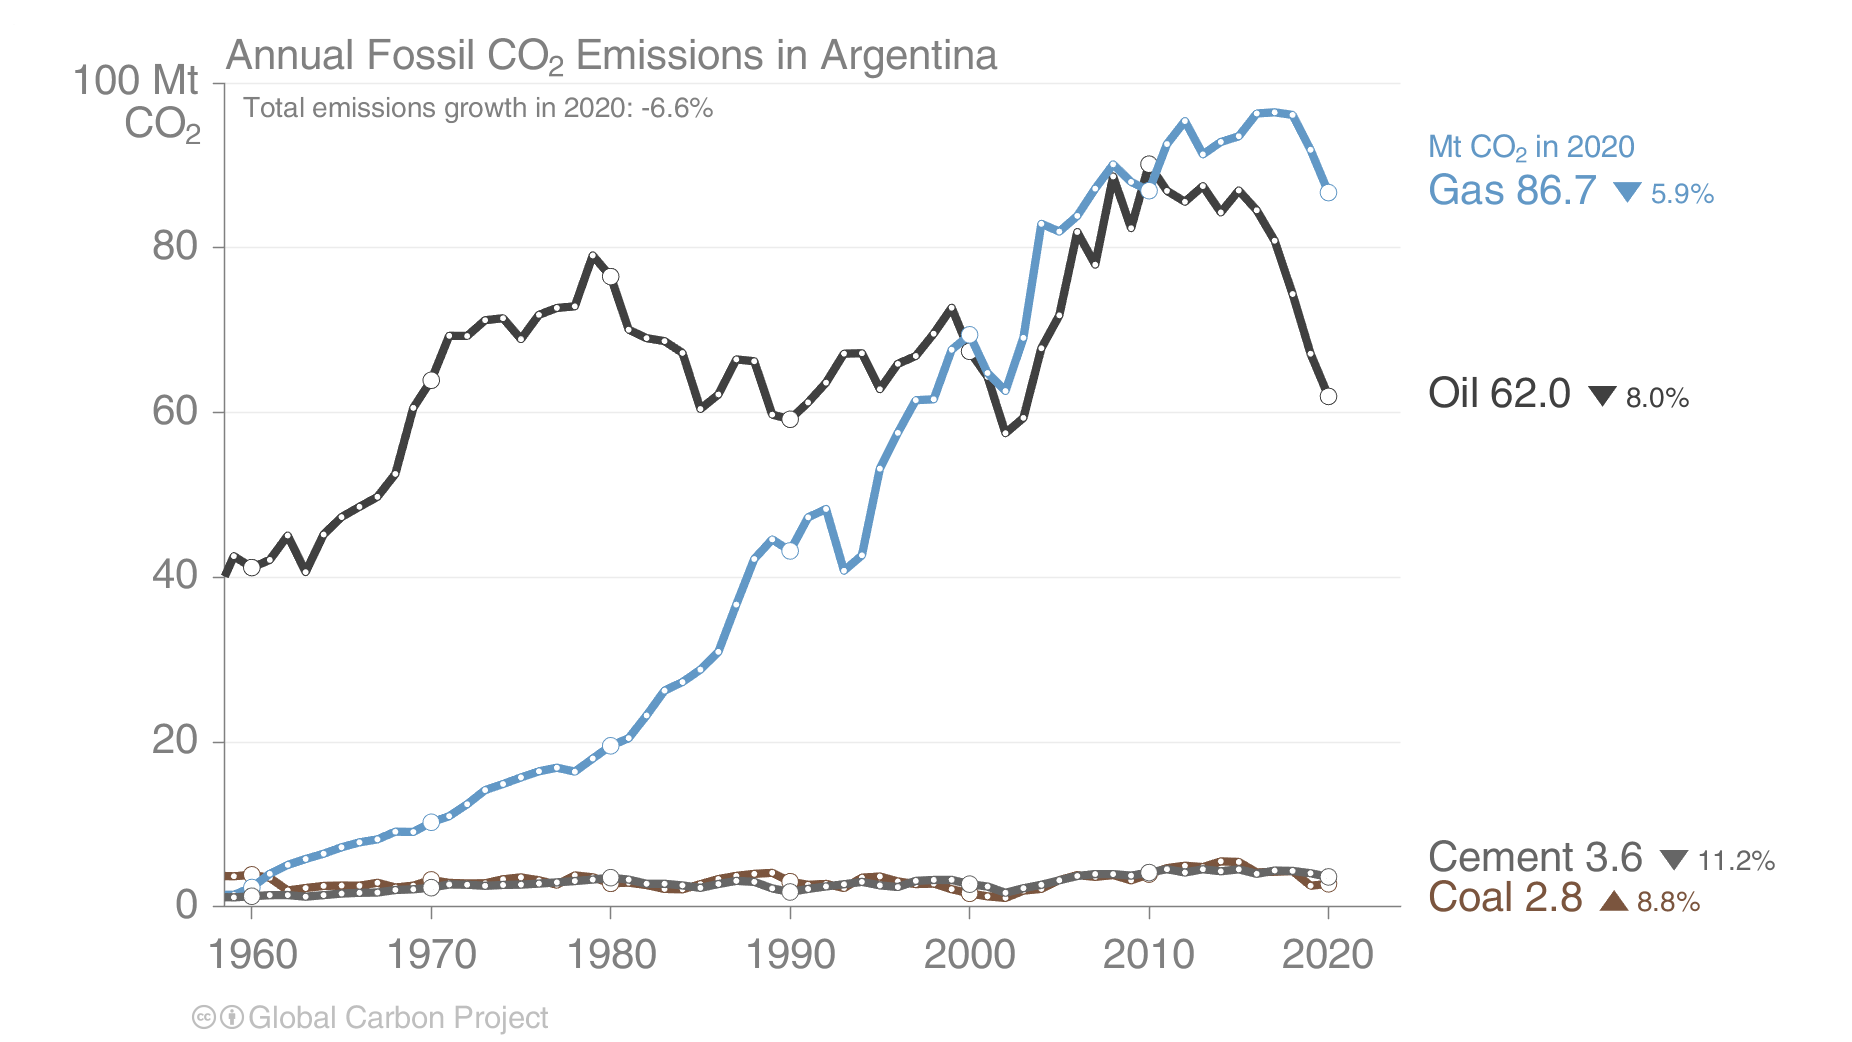 Annual Fossil CO₂ Emissions in Argentina
100 Mt
CO₂
Total emissions growth in 2020: -6.6%
80
60
40
20
0
1960 1970 1980 1990 2000 2010 2020
Mt CO₂ in 2020
Gas 86.7 ▼ 5.9%
Oil 62.0 ▼ 8.0%
Cement 3.6 ▼ 11.2%
Coal 2.8 ▲ 8.8%
cc Global Carbon Project